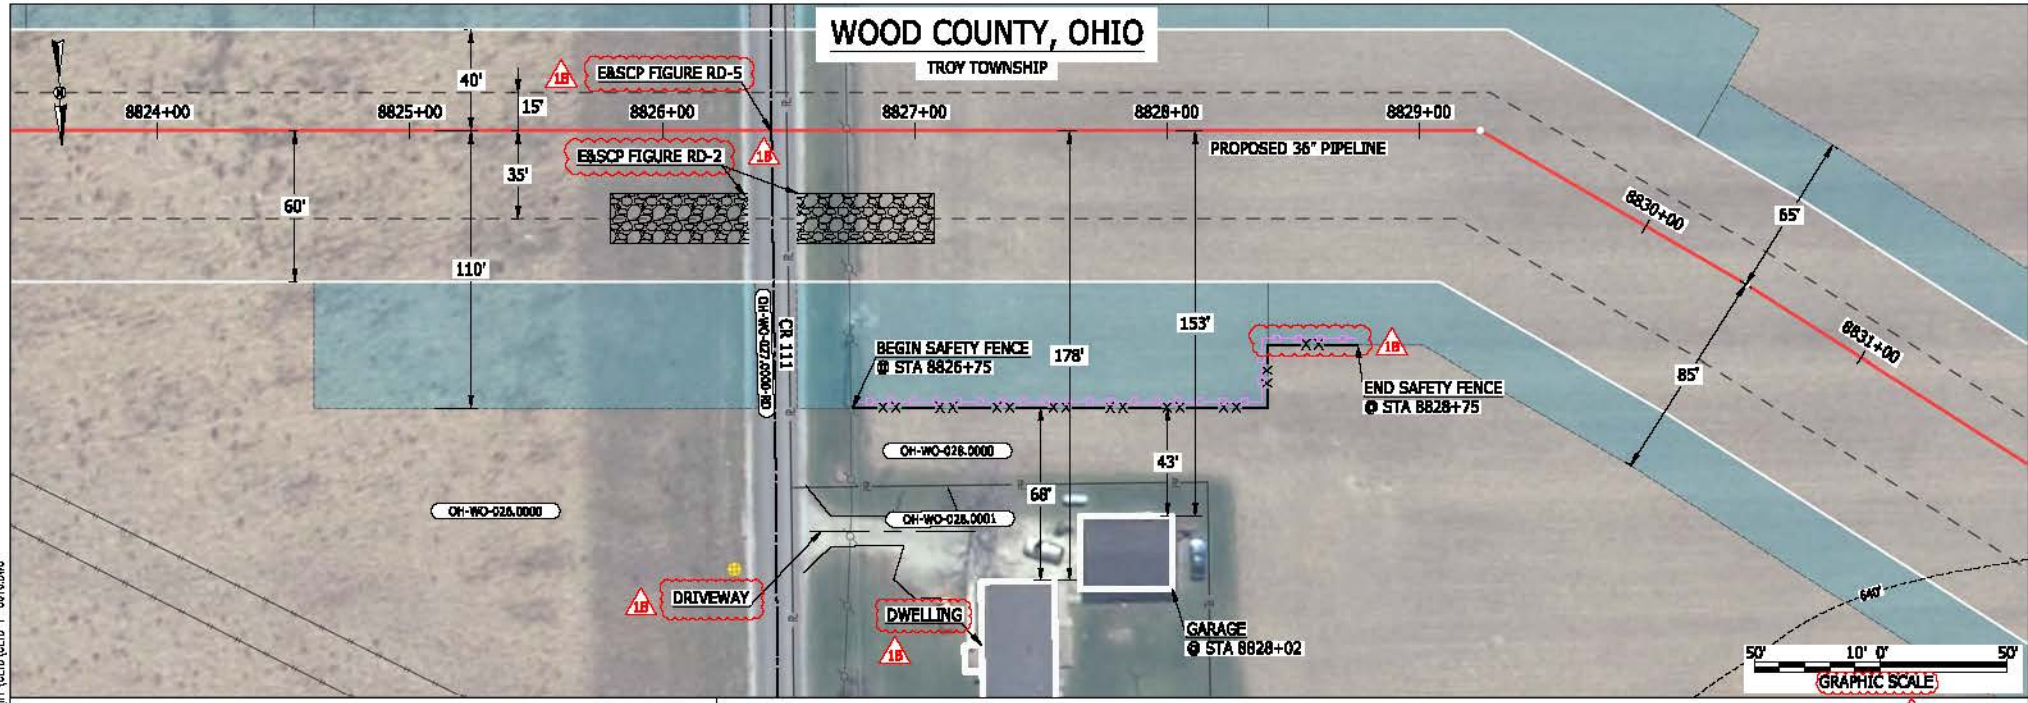 WOOD COUNTY, OHIO
TROY TOWNSHIP
40'
15'
1B
E&SCP FIGURE RD-5
8824+00
8825+00
8826+00
8827+00
8828+00
8829+00
E&SCP FIGURE RD-2
1B
PROPOSED 36" PIPELINE
35'
60'
110'
8830+00
65'
8831+00
85'
OH-WO-027.0000-RD
CR 111
BEGIN SAFETY FENCE
@ STA 8826+75
178'
153'
1B
END SAFETY FENCE
@ STA 8828+75
OH-WO-028.0000
43'
68'
OH-WO-026.0000
OH-WO-028.0001
1B
DRIVEWAY
DWELLING
1B
GARAGE
@ STA 8828+02
640'
50' 10' 0' 50'
GRAPHIC SCALE